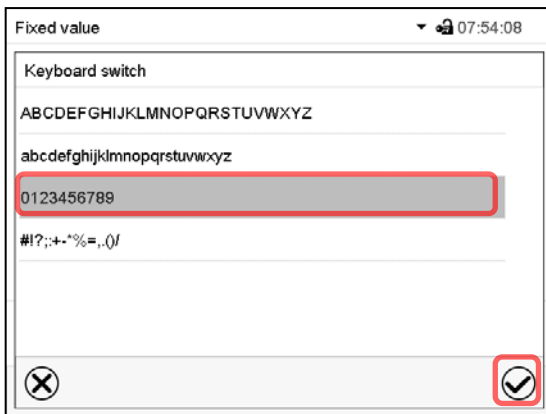 Fixed value 07:54:08
Keyboard switch
ABCDEFGHIJKLMNOPQRSTUVWXYZ
abcdefghijklmnopqrstuvwxyz
0123456789
#!?;:+-*%=,.()/